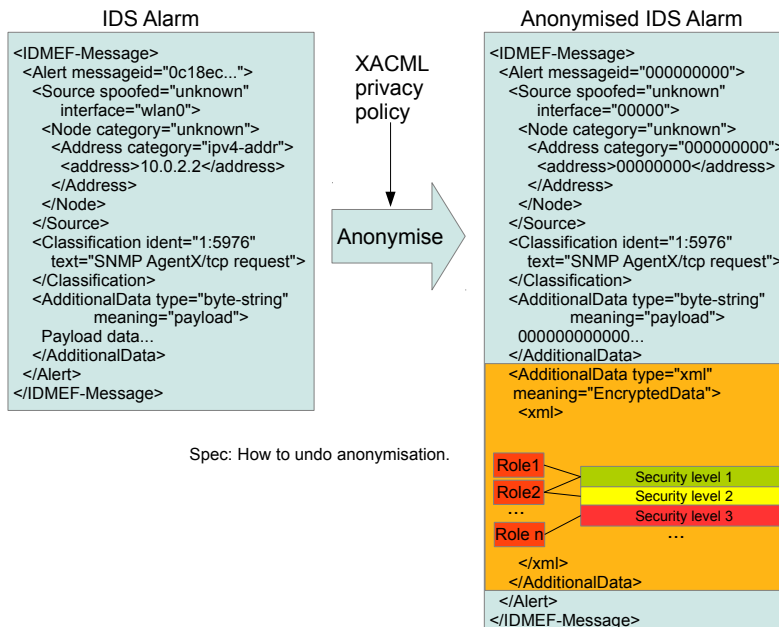 IDS Alarm
<IDMEF-Message>
<Alert messageid="0c18ec...">
<Source spoofed="unknown"
interface="wlan0">
<Node category="unknown">
<Address category="ipv4-addr">
<address>10.0.2.2</address>
</Address>
</Node>
</Source>
<Classification ident="1:5976"
text="SNMP AgentX/tcp request">
</Classification>
<AdditionalData type="byte-string"
meaning="payload">
Payload data...
</AdditionalData>
</Alert>
</IDMEF-Message>
XACML
privacy
policy
Anonymise
Spec: How to undo anonymisation.
Anonymised IDS Alarm
<IDMEF-Message>
<Alert messageid="000000000">
<Source spoofed="unknown"
interface="00000">
<Node category="unknown">
<Address category="000000000">
<address>00000000</address>
</Address>
</Node>
</Source>
<Classification ident="1:5976"
text="SNMP AgentX/tcp request">
</Classification>
<AdditionalData type="byte-string"
meaning="payload">
000000000000...
</AdditionalData>
<AdditionalData type="xml"
meaning="EncryptedData">
<xml>
Role1
Role2
...
Role n
Security level 1
Security level 2
Security level 3
...
</xml>
</AdditionalData>
</Alert>
</IDMEF-Message>